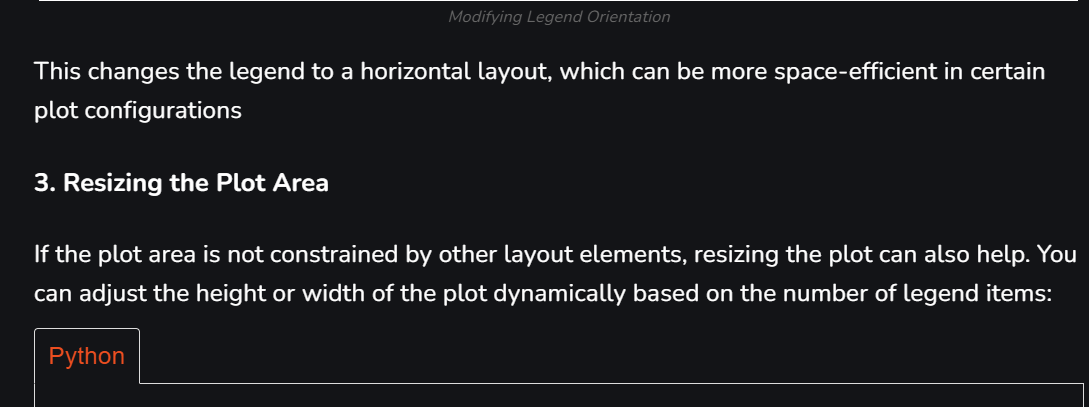 Modifying Legend Orientation
This changes the legend to a horizontal layout, which can be more space-efficient in certain
plot configurations
3. Resizing the Plot Area
If the plot area is not constrained by other layout elements, resizing the plot can also help. You
can adjust the height or width of the plot dynamically based on the number of legend items:
Python